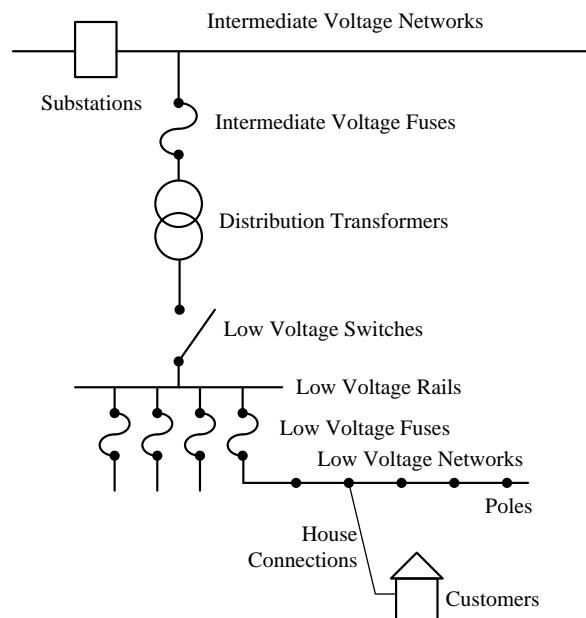 Intermediate Voltage Networks
Substations
Intermediate Voltage Fuses
Distribution Transformers
Low Voltage Switches
Low Voltage Rails
Low Voltage Fuses
Low Voltage Networks
Poles
House
Connections
Customers